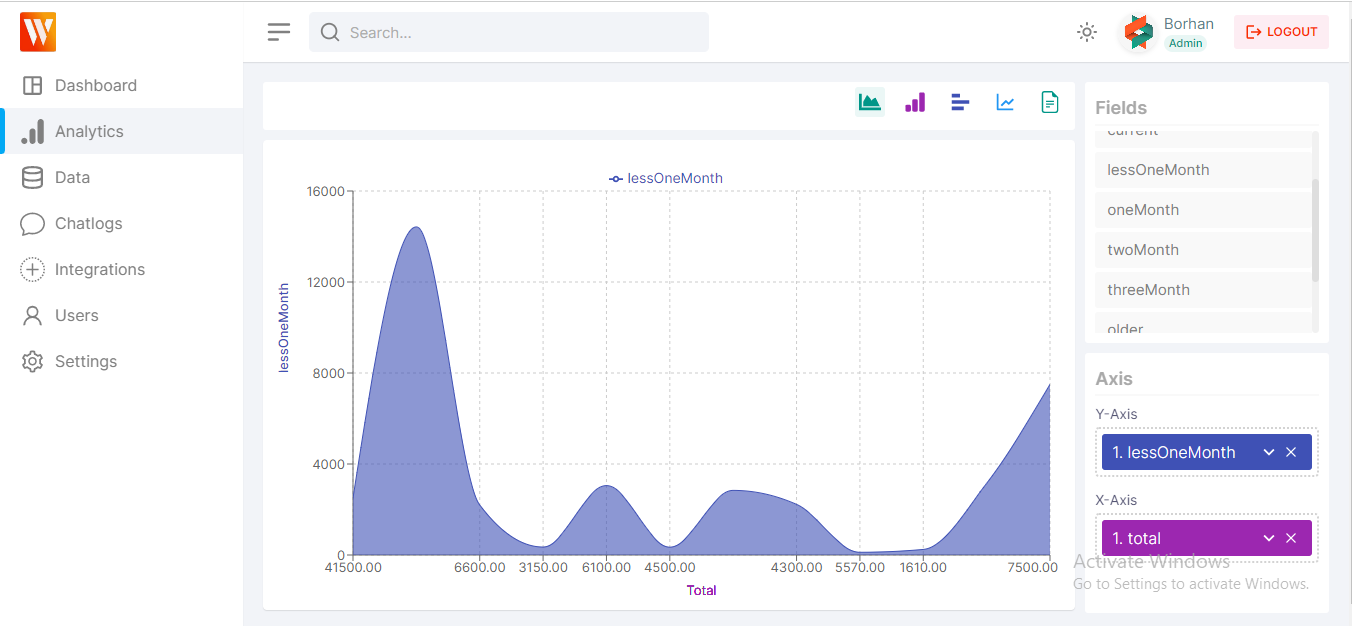 W
Search...
Borhan
Admin
LOGOUT
Dashboard
Analytics
Data
Chatlogs
Integrations
Users
Settings
lessOneMonth
16000
12000
8000
4000
0
lessOneMonth
41500.00 6600.00 3150.00 6100.00 4500.00 4300.00 5570.00 1610.00 7500.00
Total
Fields
current
lessOneMonth
oneMonth
twoMonth
threeMonth
older
Axis
Y-Axis
1. lessOneMonth
X-Axis
1. total
Activate Windows
Go to Settings to activate Windows.